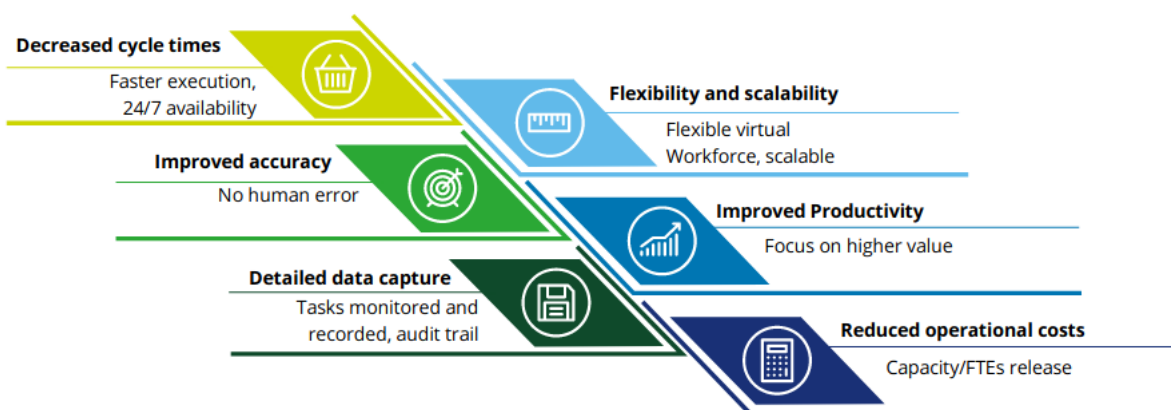 Decreased cycle times
Faster execution,
24/7 availability
Flexibility and scalability
Flexible virtual
Workforce, scalable
Improved accuracy
No human error
Improved Productivity
Focus on higher value
Detailed data capture
Tasks monitored and
recorded, audit trail
Reduced operational costs
Capacity/FTEs release